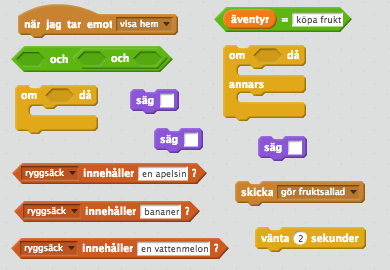 när jag tar emot visa hem
äventyr = köpa frukt
och och
om då
annars
om då
säg
säg
säg
ryggsäck innehåller en apelsin ?
skicka gör fruktsallad
ryggsäck innehåller bananer ?
vänta 2 sekunder
ryggsäck innehåller en vattenmelon ?